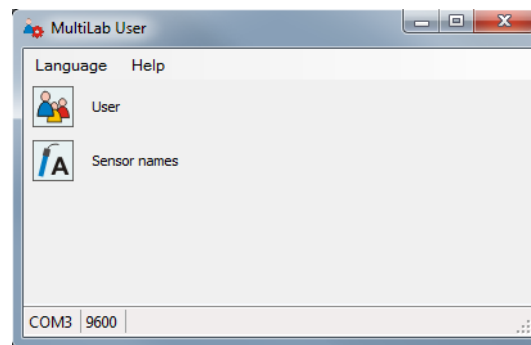 MultiLab User
Language Help
User
A
Sensor names
COM3 9600